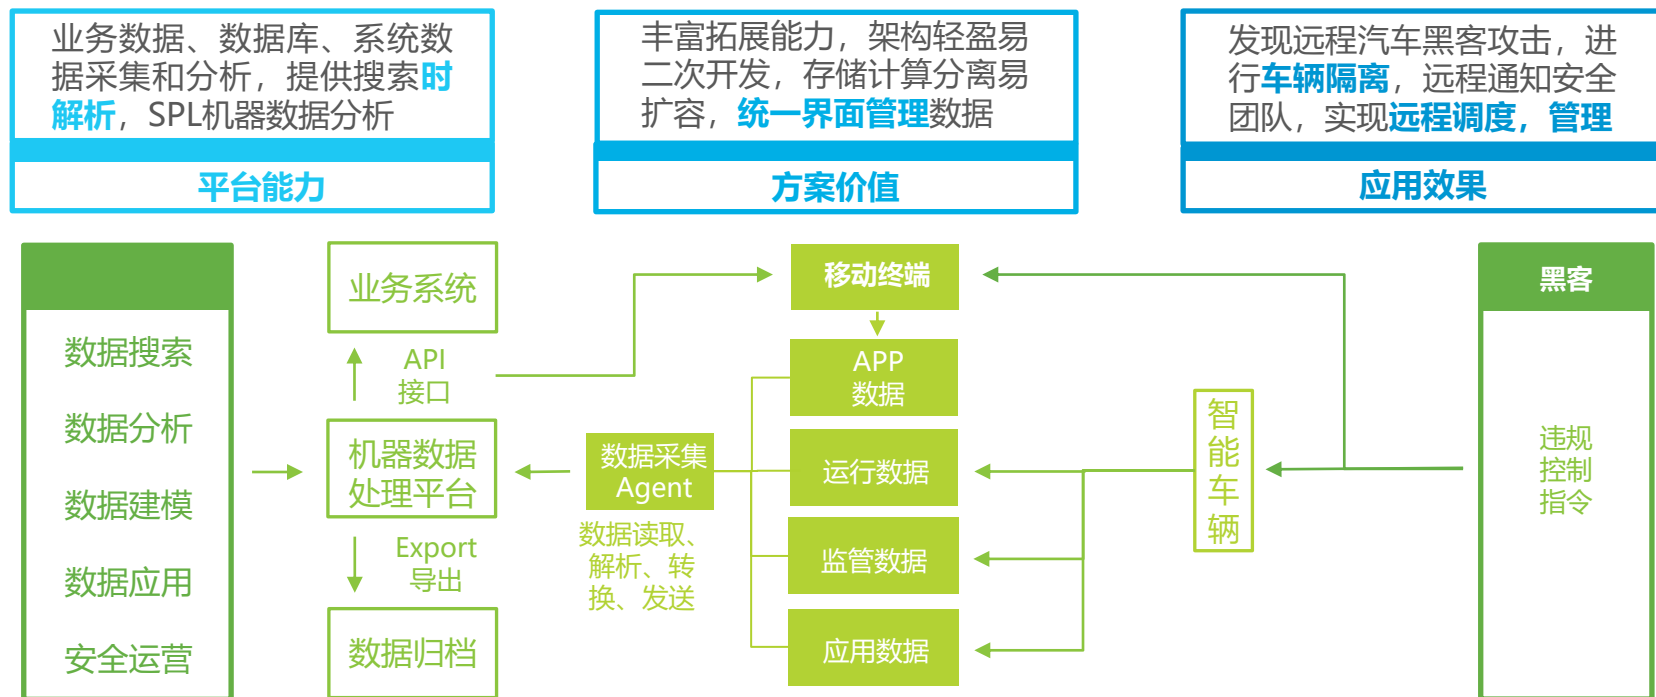 业务数据、数据库、系统数
据采集和分析，提供搜索时
解析，SPL机器数据分析
平台能力
丰富拓展能力，架构轻盈易
二次开发，存储计算分离易
扩容，统一界面管理数据
方案价值
发现远程汽车黑客攻击，进
行车辆隔离，远程通知安全
团队，实现远程调度，管理
应用效果
数据搜索
数据分析
数据建模
数据应用
安全运营
业务系统
API
接口
机器数据
处理平台
Export
导出
数据归档
数据采集
Agent
数据读取、
解析、转
换、发送
移动终端
APP
数据
运行数据
监管数据
应用数据
智
能
车
辆
黑客
违规
控制
指令